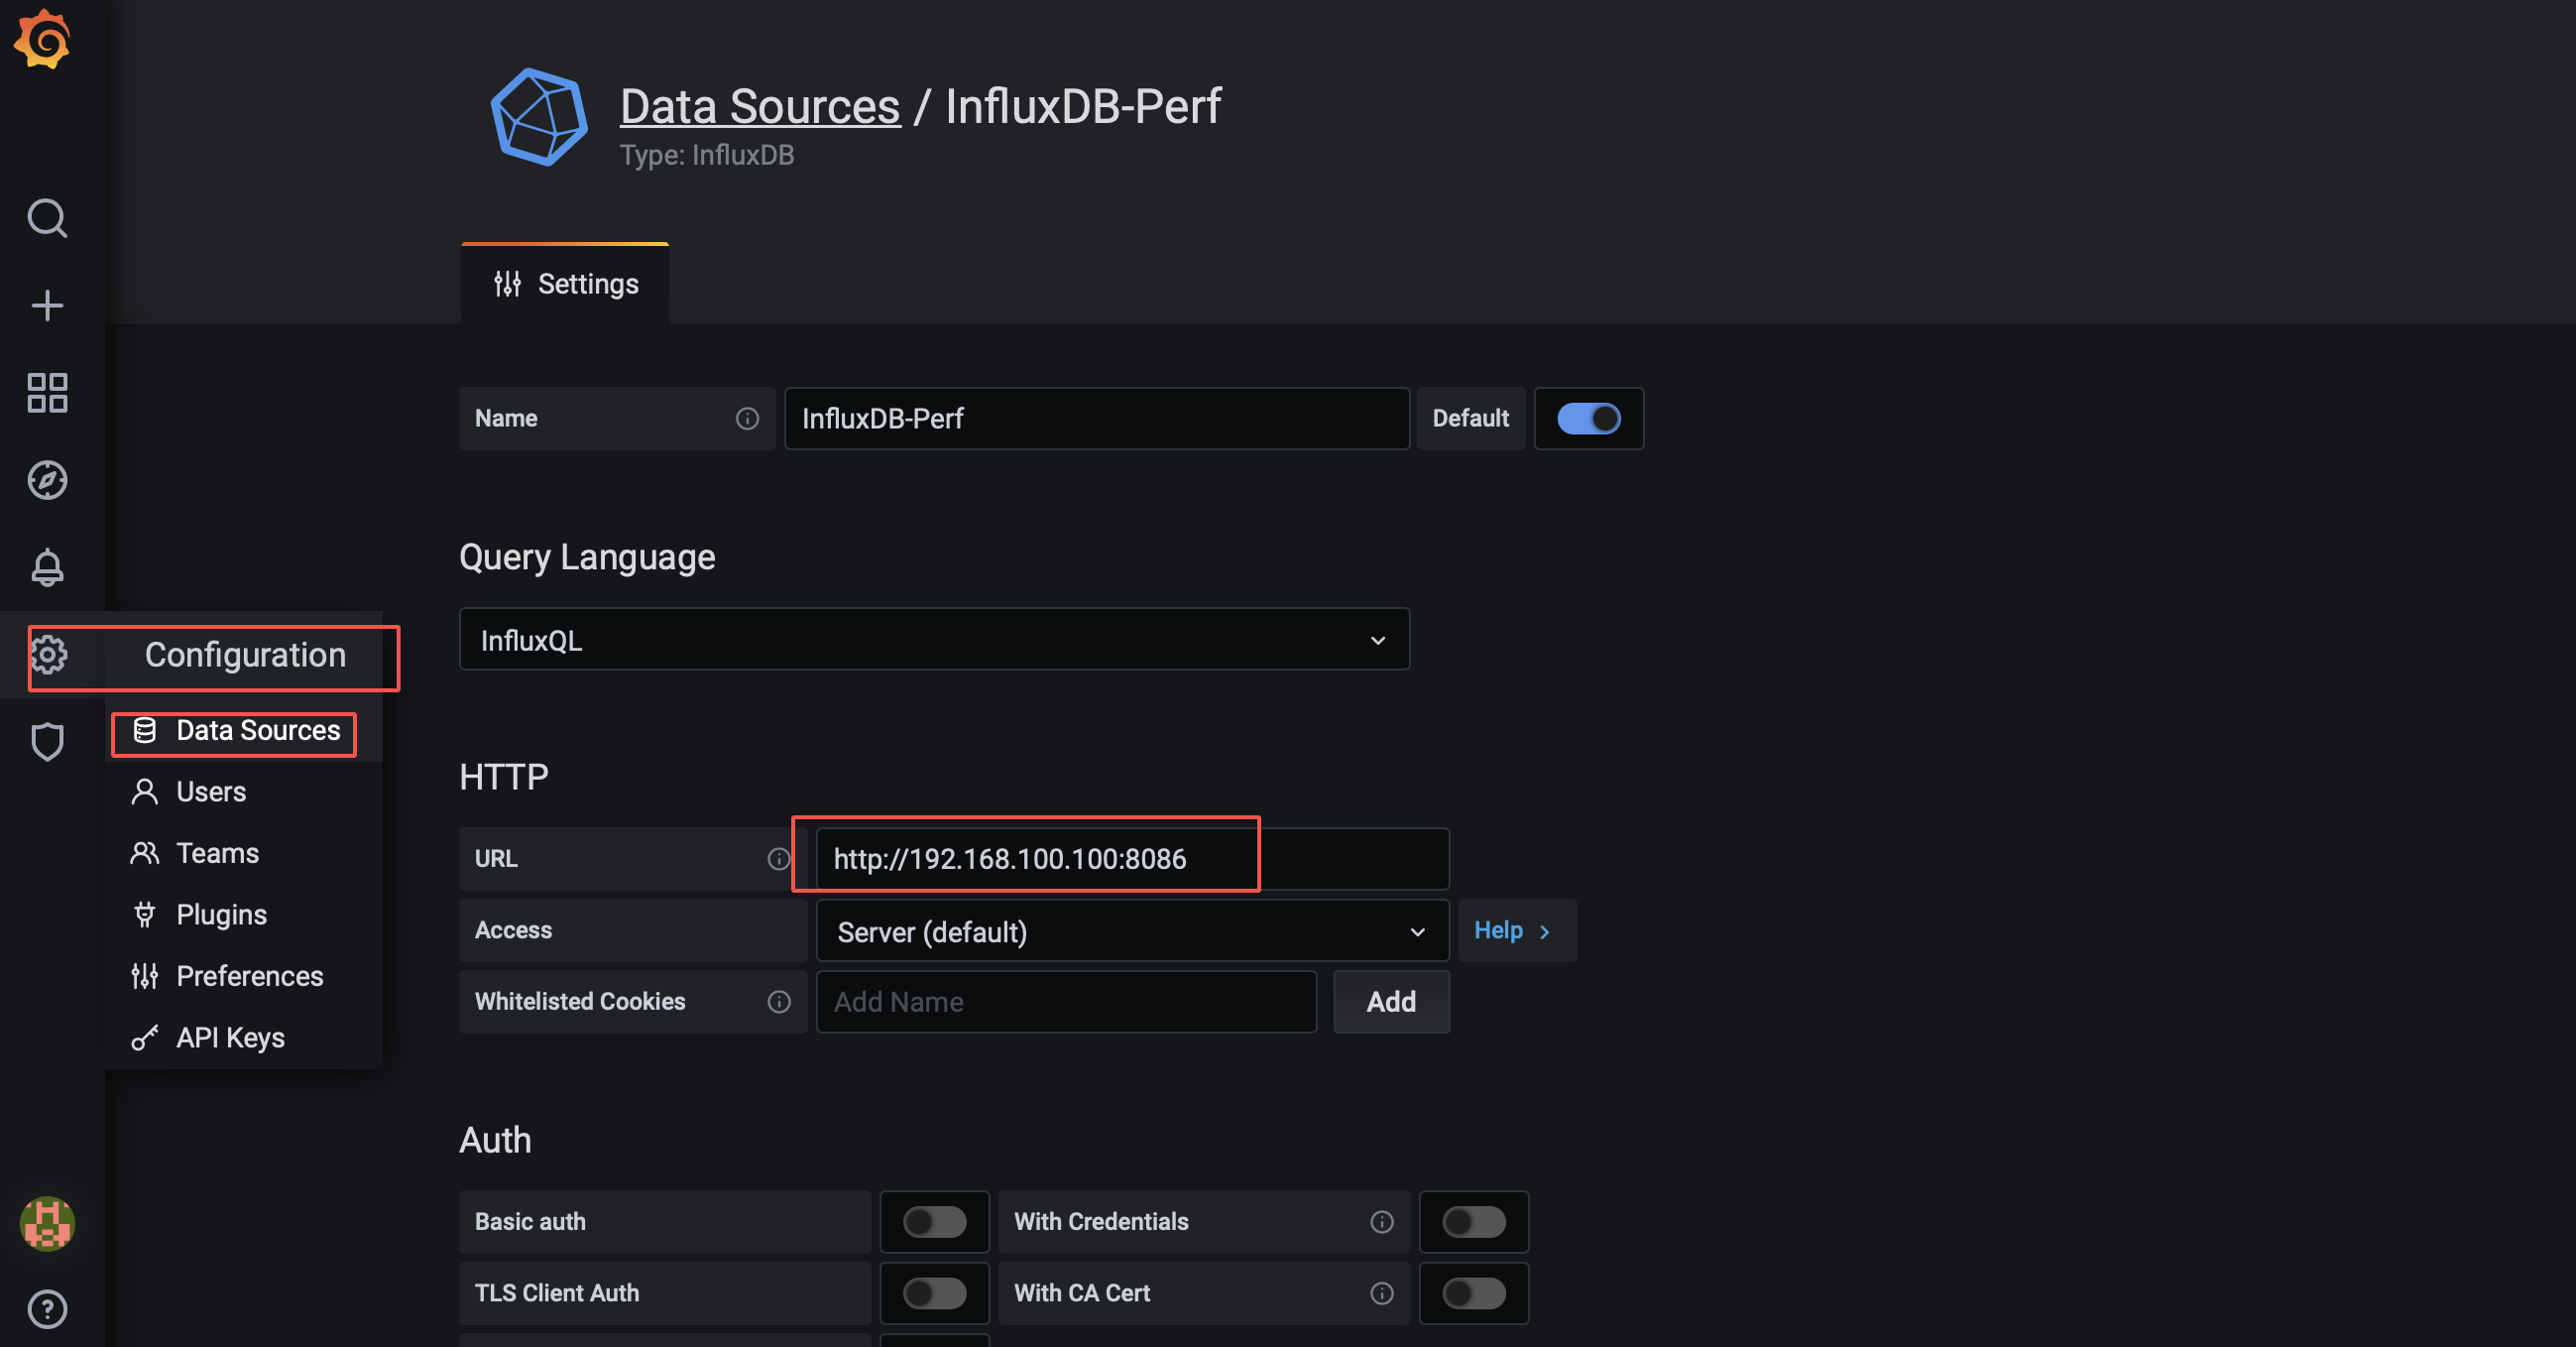 Data Sources / InfluxDB-Perf
Type: InfluxDB
Settings
Name
InfluxDB-Perf
Default
Query Language
InfluxQL
Configuration
Data Sources
Users
Teams
Plugins
Preferences
API Keys
HTTP
URL
http://192.168.100.100:8086
Access
Server (default)
Help
Whitelisted Cookies
Add Name
Add
Auth
Basic auth
With Credentials
TLS Client Auth
With CA Cert